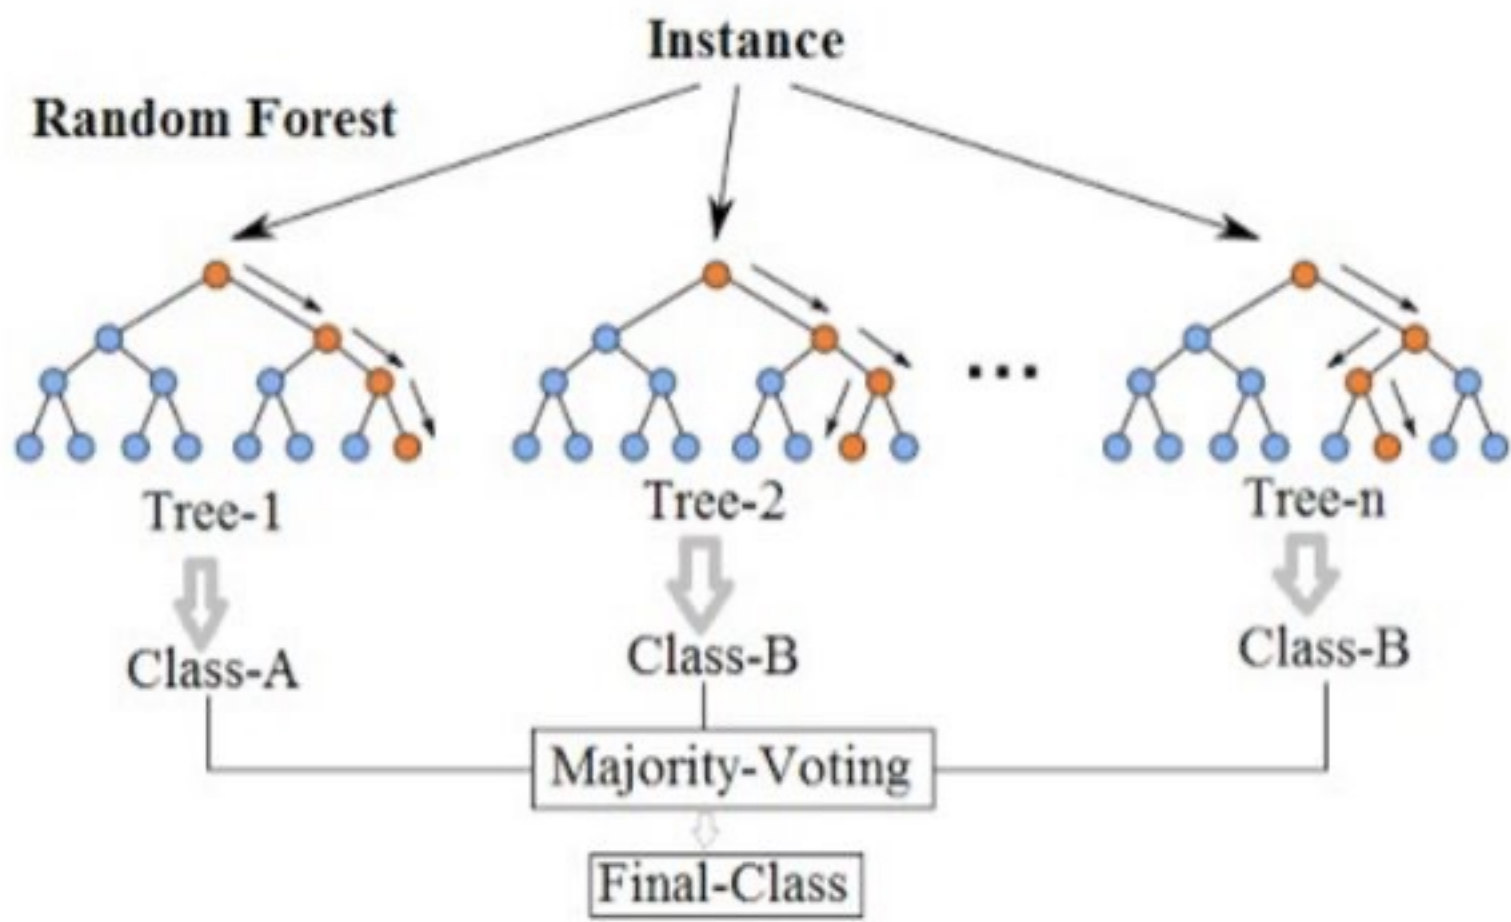 Instance
Random Forest
...
Tree-1
Tree-2
Tree-n
Class-A
Class-B
Class-B
Majority-Voting
Final-Class